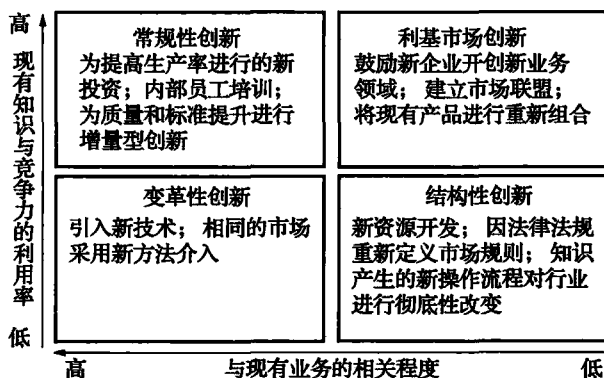 高
现有知识与竞争力的利用率
低
常规性创新
为提高生产率进行的新
投资；内部员工培训；
为质量和标准提升进行
增量型创新
利基市场创新
鼓励新企业开创新业务
领域；建立市场联盟；
将现有产品进行重新组合
变革性创新
引入新技术；相同的市场
采用新方法介入
结构性创新
新资源开发；因法律法规
重新定义市场规则；知识
产生的新操作流程对行业
进行彻底性改变
高 与现有业务的相关程度 低